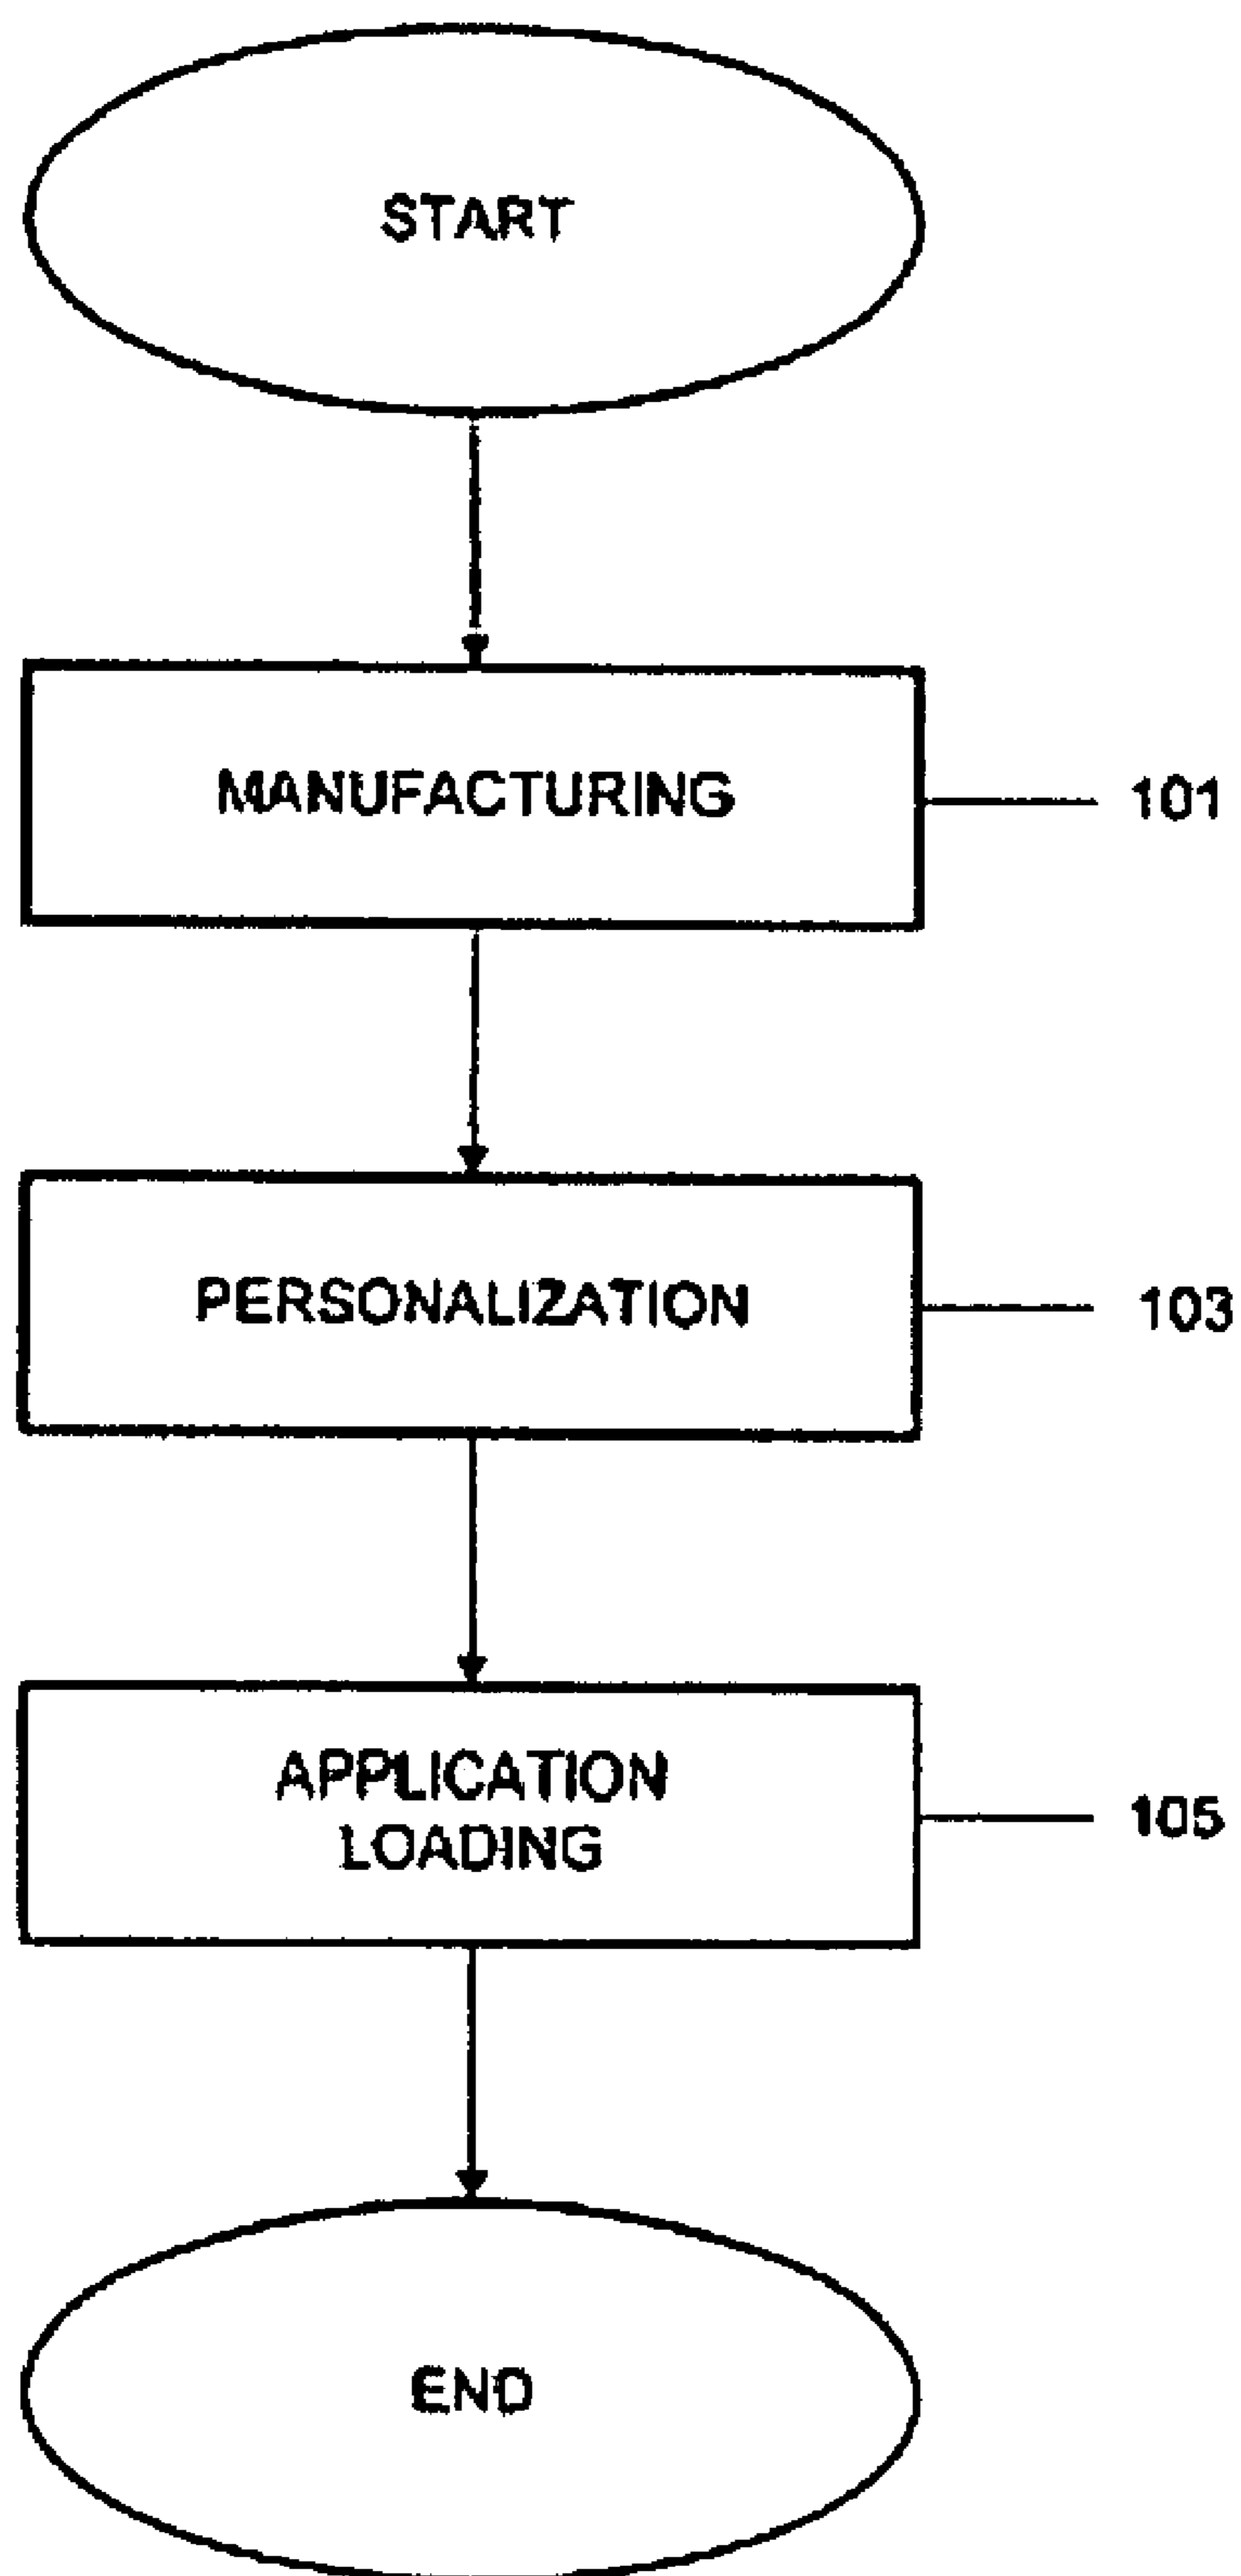 START
MANUFACTURING
101
PERSONALIZATION
103
APPLICATION
LOADING
105
END